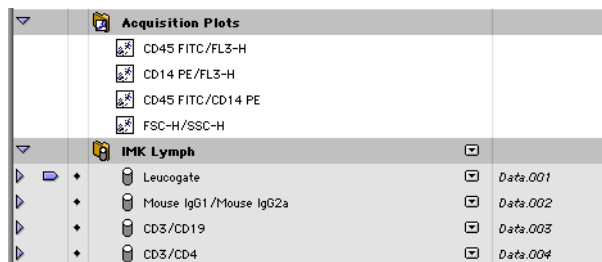 Acquisition Plots
CD45 FITC/FL3-H
CD14 PE/FL3-H
CD45 FITC/CD14 PE
FSC-H/SSC-H
IMK Lymph
Leucogate Data.001
Mouse IgG1/Mouse IgG2a Data.002
CD3/CD19 Data.003
CD3/CD4 Data.004